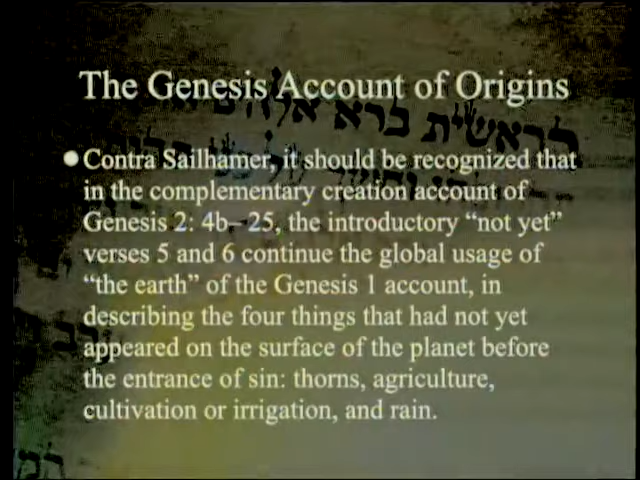 The Genesis Account of Origins
בראשית ברא אלהים
Contra Sailhamer, it should be recognized that
in the complementary creation account of
Genesis 2: 4b–25, the introductory “not yet”
verses 5 and 6 continue the global usage of
“the earth” of the Genesis 1 account, in
describing the four things that had not yet
appeared on the surface of the planet before
the entrance of sin: thorns, agriculture,
cultivation or irrigation, and rain.